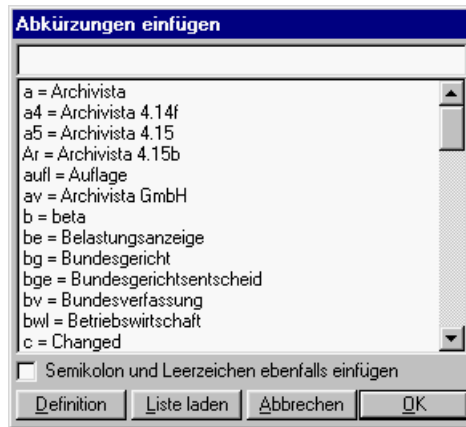 Abkürzungen einfügen
a = Archivista
a4 = Archivista 4.14f
a5 = Archivista 4.15
Ar = Archivista 4.15b
aufl = Auflage
av = Archivista GmbH
b = beta
be = Belastungsanzeige
bg = Bundesgericht
bge = Bundesgerichtsentscheid
bv = Bundesverfassung
bwl = Betriebswirtschaft
c = Changed
Semikolon und Leerzeichen ebenfalls einfügen
Definition Liste laden Abbrechen OK